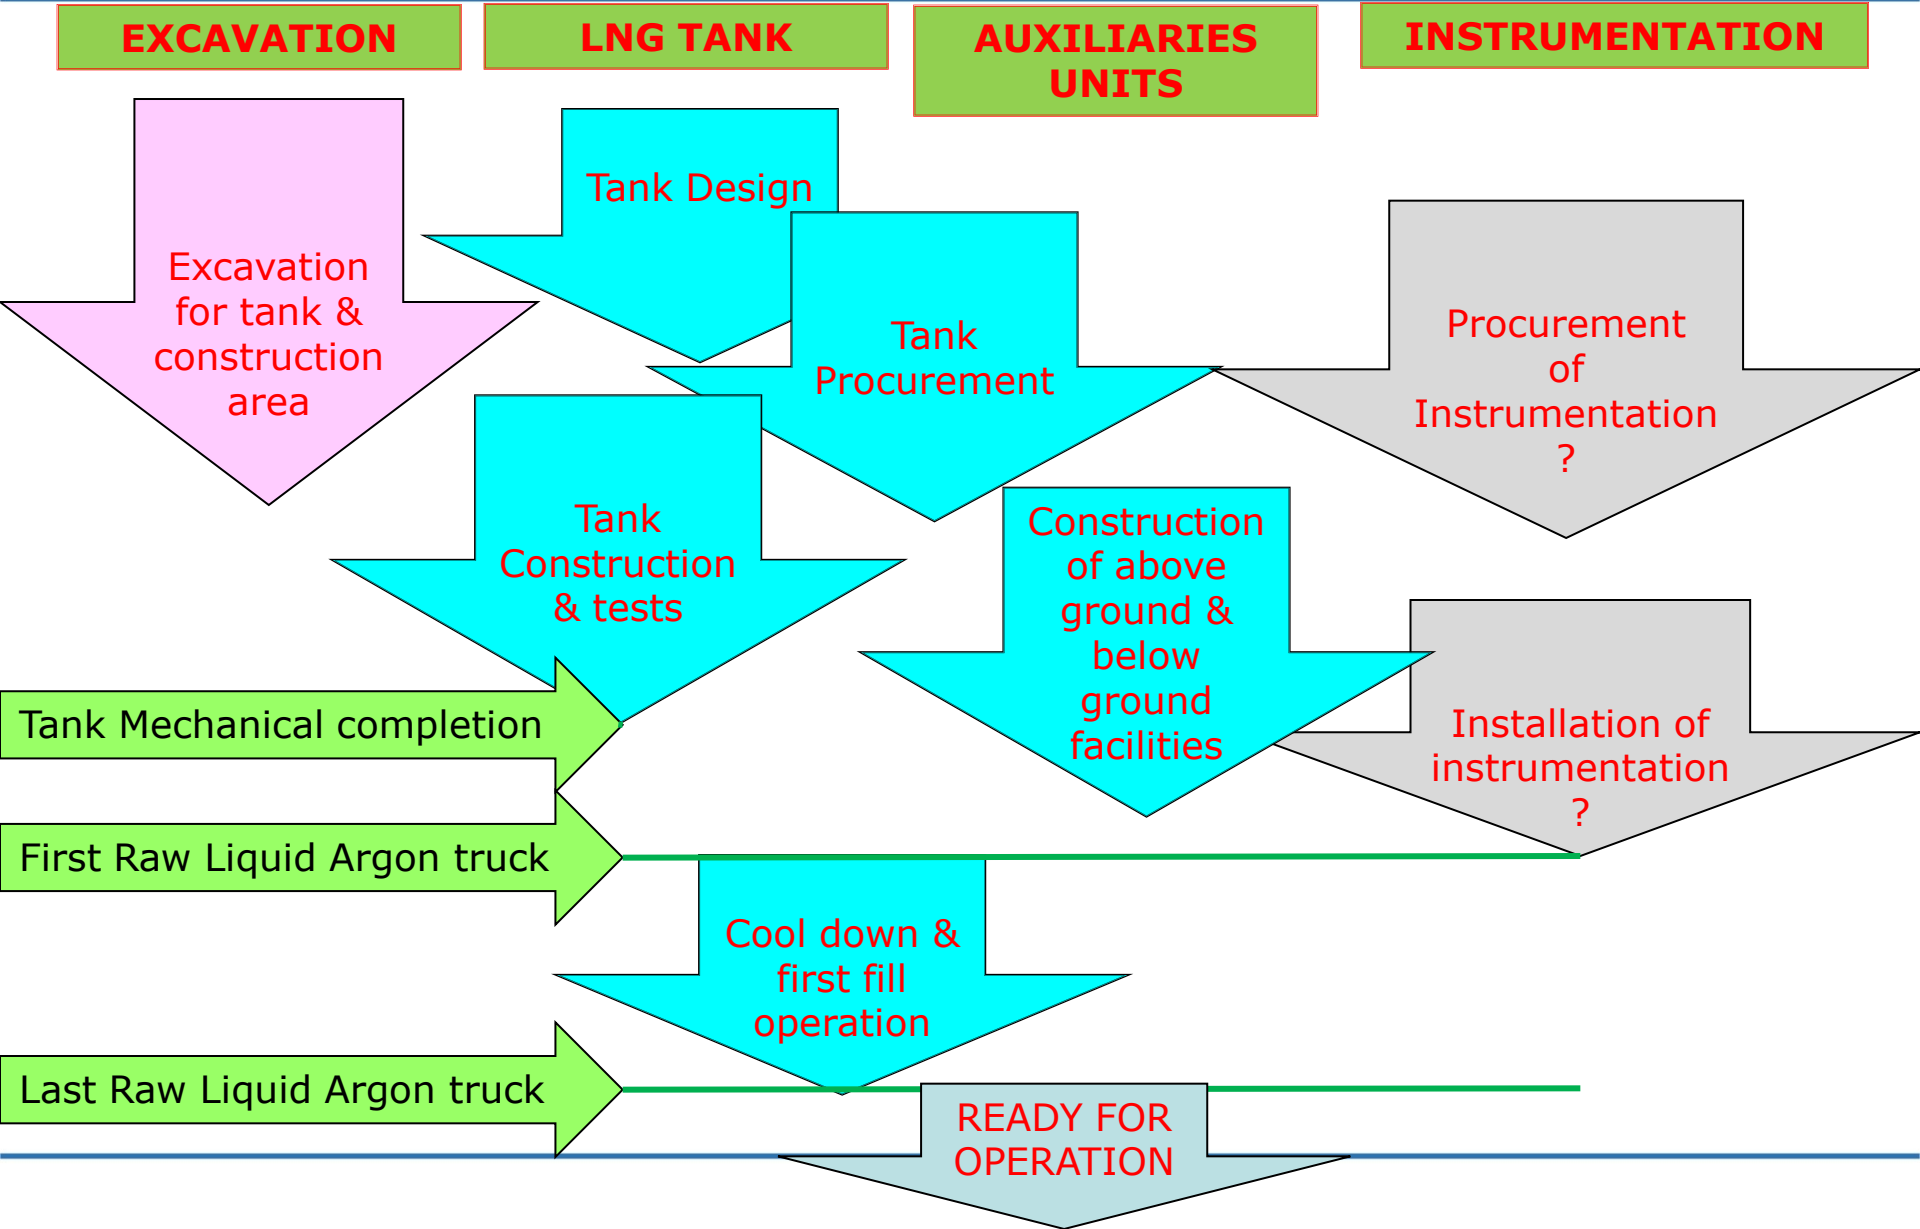 EXCAVATION
LNG TANK
AUXILIARIES
UNITS
INSTRUMENTATION
Tank Design
Excavation
for tank &
construction
area
Tank
Procurement
Procurement
of
Instrumentation
?
Tank
Construction
& tests
Construction
of above
ground &
below
ground
facilities
Installation of
instrumentation
?
Tank Mechanical completion
First Raw Liquid Argon truck
Cool down &
first fill
operation
Last Raw Liquid Argon truck
READY FOR
OPERATION